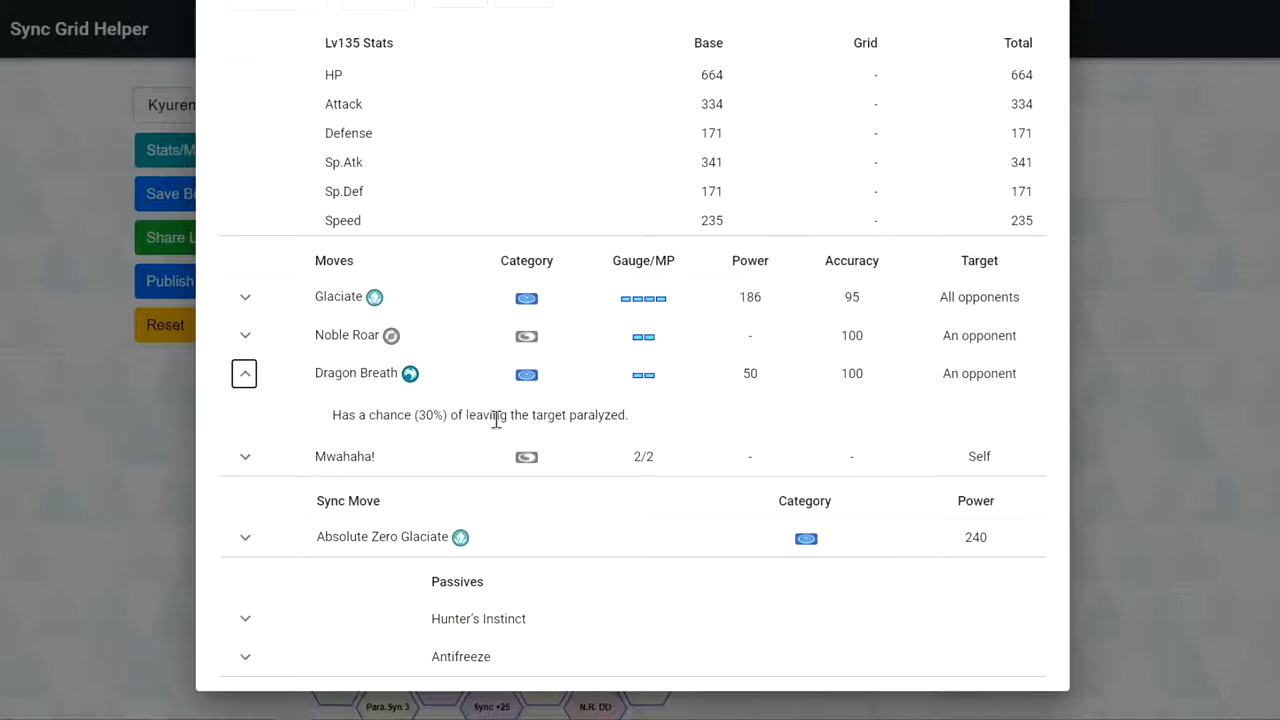 Sync Grid Helper
Lv135 Stats Base Grid Total
HP 664 - 664
Attack 334 - 334
Defense 171 - 171
Sp.Atk 341 - 341
Sp.Def 171 - 171
Speed 235 - 235
Kyurem
Stats/M
Save Bu
Share L
Publish
Reset
Moves Category Gauge/MP Power Accuracy Target
Glaciate 186 95 All opponents
Noble Roar - 100 An opponent
Dragon Breath 50 100 An opponent
Has a chance (30%) of leaving the target paralyzed.
Mwahaha! 2/2 - - Self
Sync Move Category Power
Absolute Zero Glaciate 240
Passives
Hunter's Instinct
Antifreeze
Para.Syn 3 Sync +25 N.R. DD